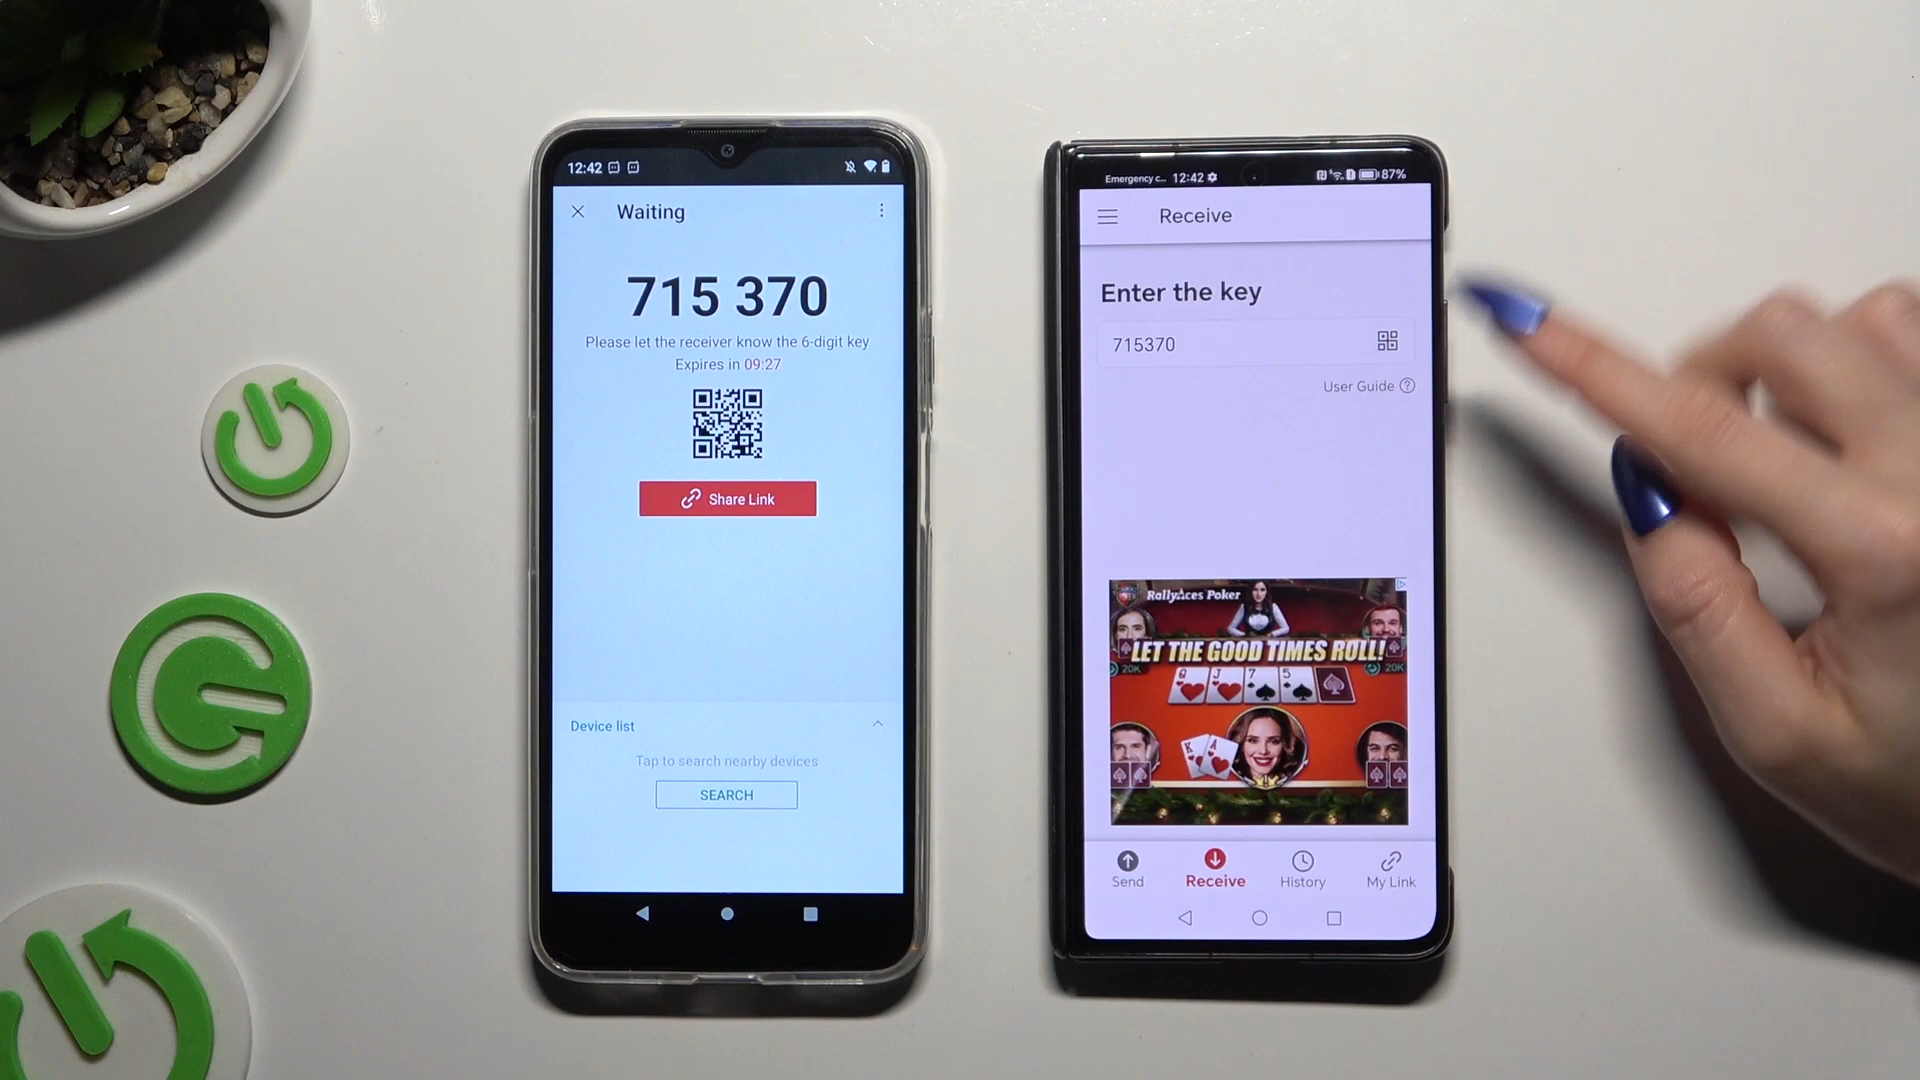 12:42
Waiting
715 370
Please let the receiver know the 6-digit key
Expires in 09:27
Share Link
Device list
Tap to search nearby devices
SEARCH
Emergency c... 12:42 87%
Receive
Enter the key
715370
User Guide ?
RallyAces Poker
LET THE GOOD TIMES ROLL!
20K 20K
Q J 7 5
K A
Send Receive History My Link